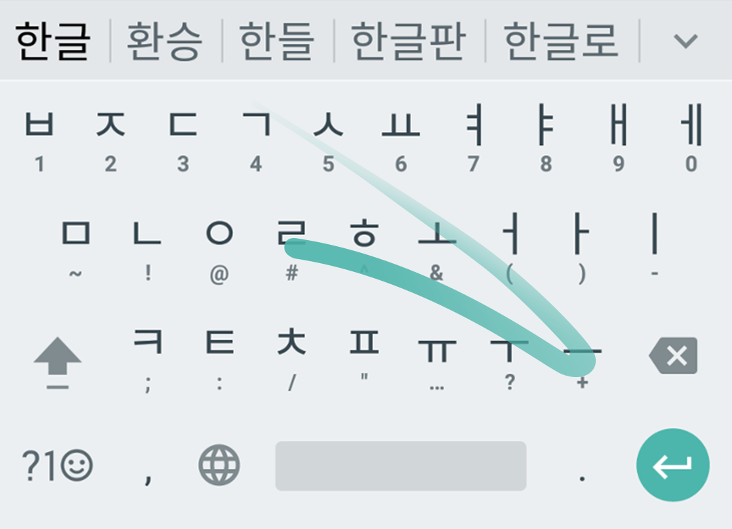 한글 환승 한들 한글판 한글로
ㅂ ㅈ ㄷ ㄱ ㅅ ㅛ ㅕ ㅑ ㅐ ㅔ
1 2 3 4 5 6 7 8 9 0
ㅁ ㄴ ㅇ ㄹ ㅎ ㅗ ㅓ ㅏ ㅣ
~ ! @ # ^ & ( ) -
ㅋ ㅌ ㅊ ㅍ ㅠ ㅜ ㅡ
; : / " ... ? +
?1☺ , .